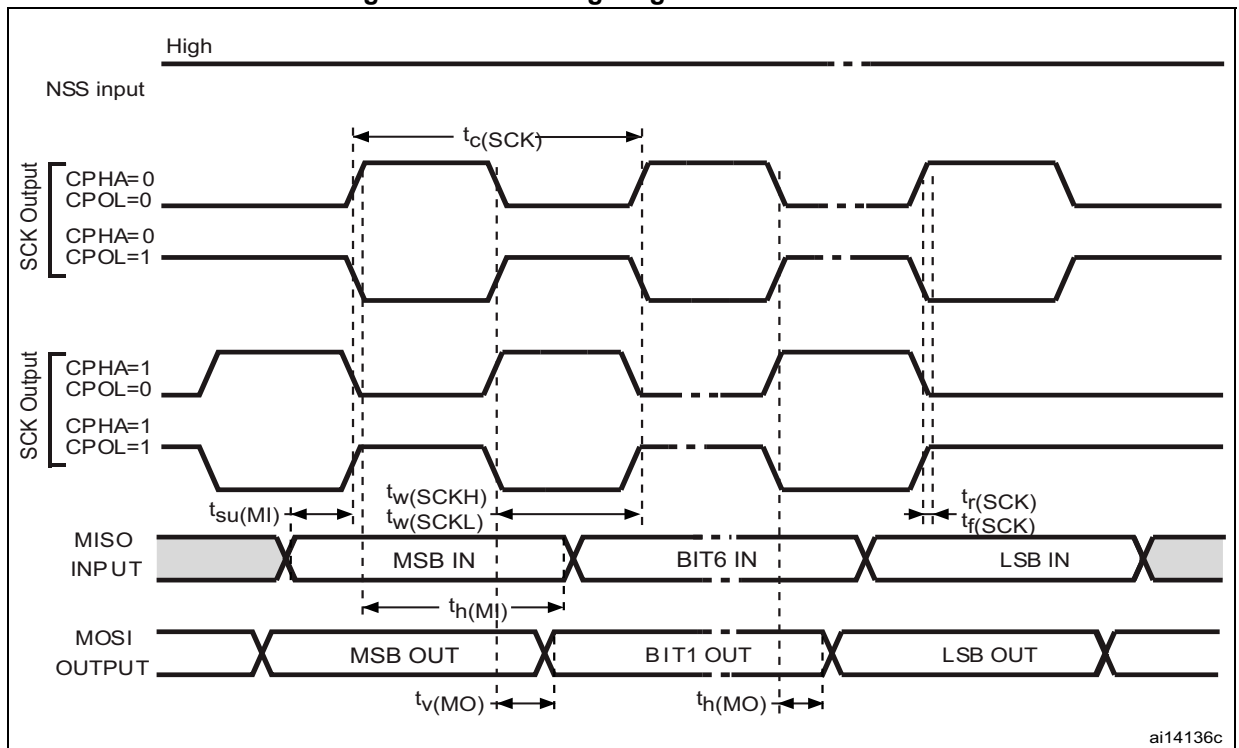 High
NSS input
tc(SCK)
SCK Output
CPHA=0
CPOL=0
CPHA=0
CPOL=1
SCK Output
CPHA=1
CPOL=0
CPHA=1
CPOL=1
tsu(MI)
tw(SCKH)
tw(SCKL)
tr(SCK)
tf(SCK)
MISO
INPUT
MSB IN
BIT6 IN
LSB IN
th(MI)
MOSI
OUTPUT
MSB OUT
BIT1 OUT
LSB OUT
tv(MO)
th(MO)
ai14136c